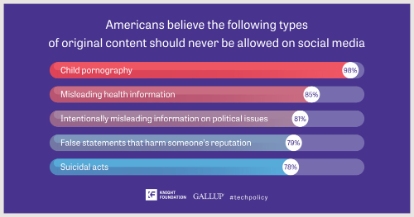 Americans believe the following types
of original content should never be allowed on social media
Child pornography 98%
Misleading health information 85%
Intentionally misleading information on political issues 81%
False statements that harm someone's reputation 79%
Suicidal acts 78%
KNIGHT
FOUNDATION GALLUP #techpolicy